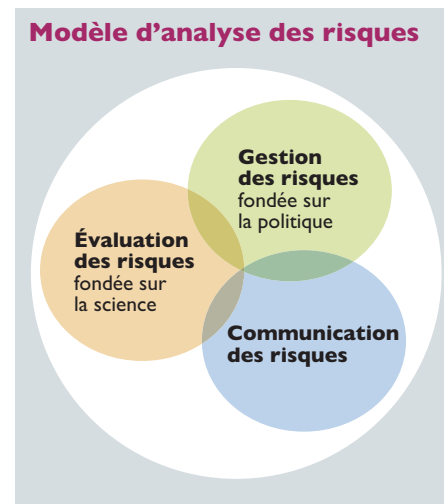 Modèle d’analyse des risques
Gestion
des risques
fondée sur
la politique
Évaluation
des risques
fondée sur
la science
Communication
des risques